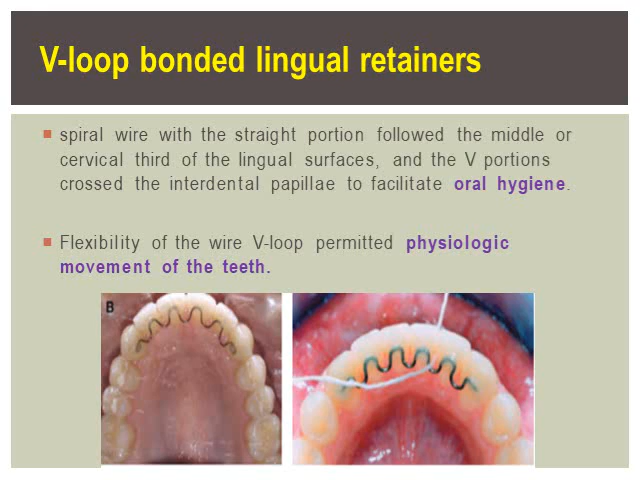 V-loop bonded lingual retainers
spiral wire with the straight portion followed the middle or
cervical third of the lingual surfaces, and the V portions
crossed the interdental papillae to facilitate oral hygiene.
Flexibility of the wire V-loop permitted physiologic
movement of the teeth.
B